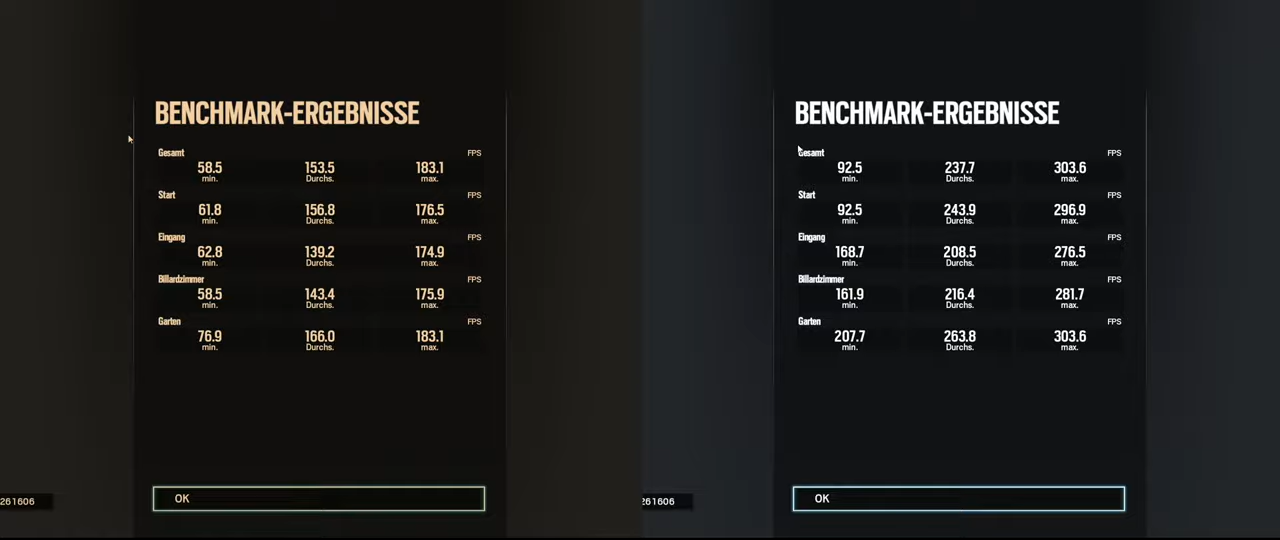 BENCHMARK-ERGEBNISSE
Gesamt FPS
58.5 153.5 183.1
min. Durchs. max.
Start FPS
61.8 156.8 176.5
min. Durchs. max.
Eingang FPS
62.8 139.2 174.9
min. Durchs. max.
Billardzimmer FPS
58.5 143.4 175.9
min. Durchs. max.
Garten FPS
76.9 166.0 183.1
min. Durchs. max.
OK
261606
BENCHMARK-ERGEBNISSE
Gesamt FPS
92.5 237.7 303.6
min. Durchs. max.
Start FPS
92.5 243.9 296.9
min. Durchs. max.
Eingang FPS
168.7 208.5 276.5
min. Durchs. max.
Billardzimmer FPS
161.9 216.4 281.7
min. Durchs. max.
Garten FPS
207.7 263.8 303.6
min. Durchs. max.
OK
261606